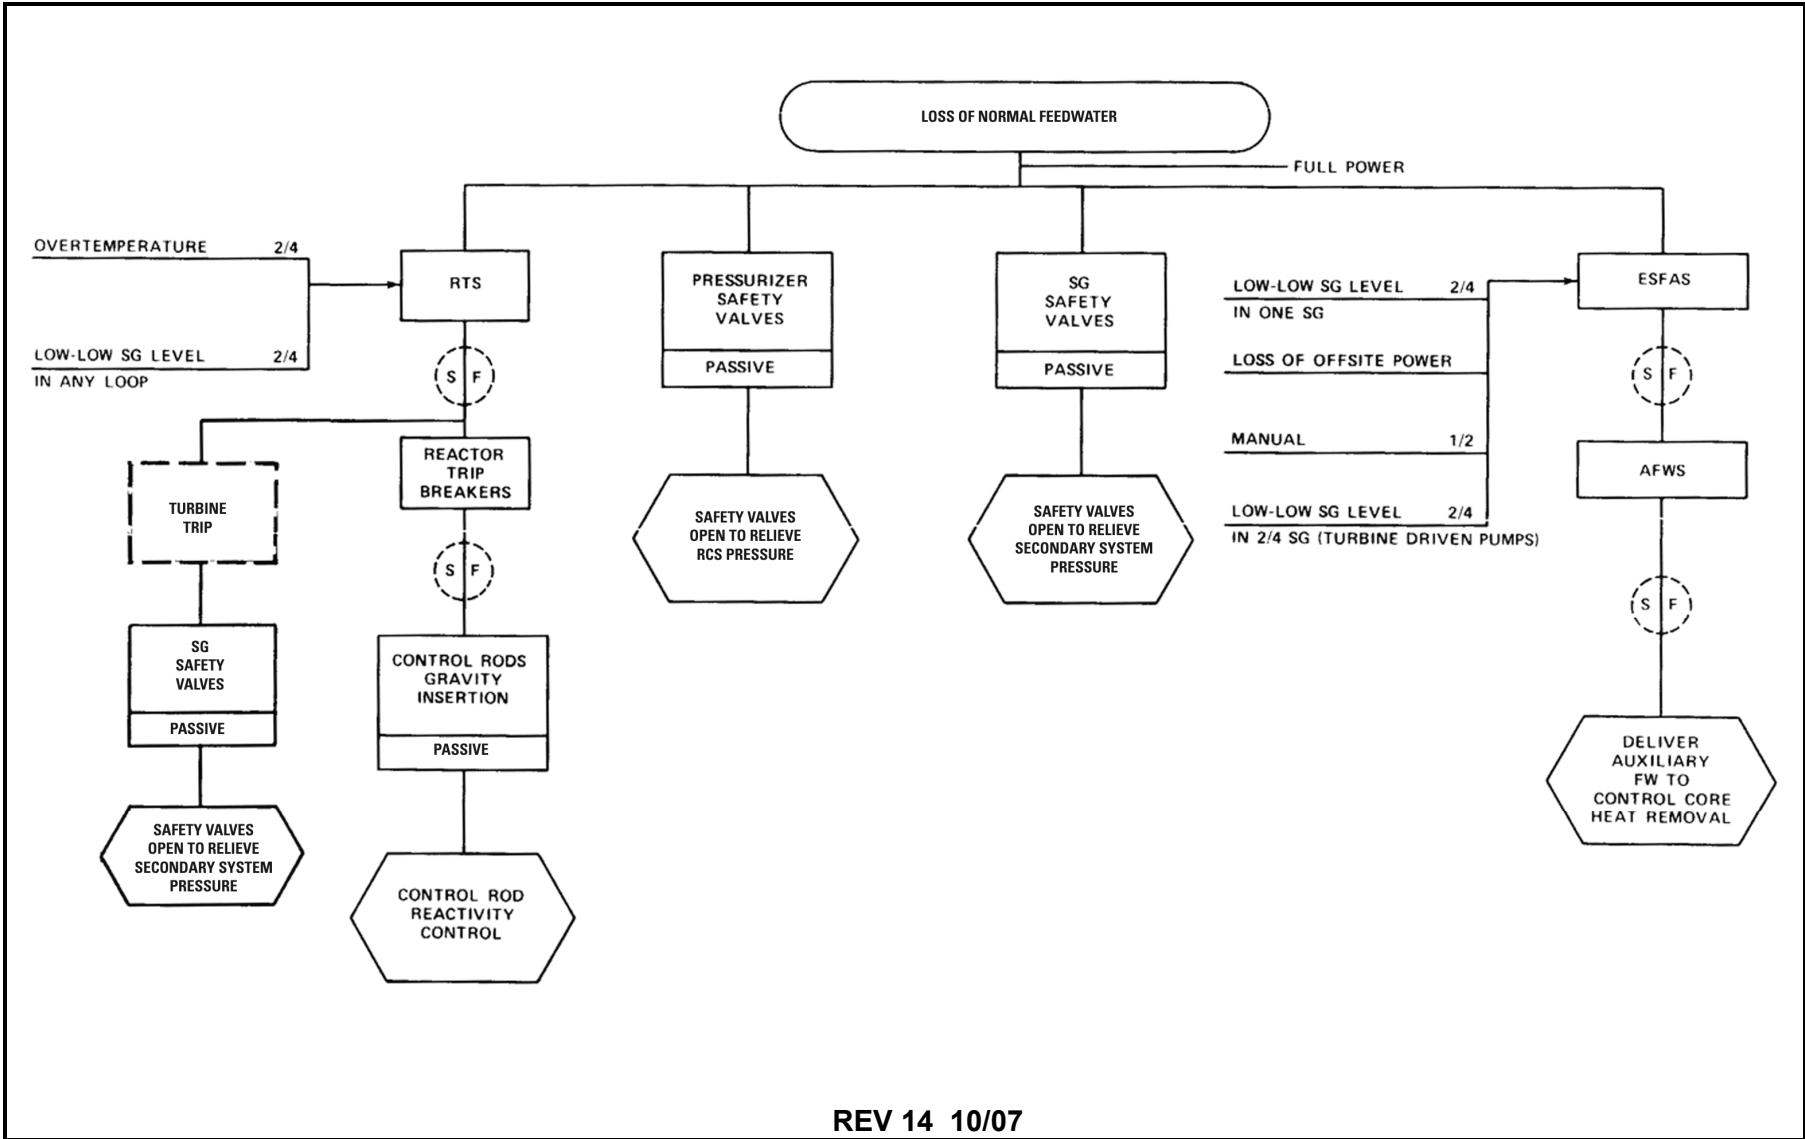 LOSS OF NORMAL FEEDWATER
FULL POWER
OVERTEMPERATURE 2/4
LOW-LOW SG LEVEL 2/4
IN ANY LOOP
RTS
S F
TURBINE
TRIP
REACTOR
TRIP
BREAKERS
S F
SG
SAFETY
VALVES
PASSIVE
CONTROL RODS
GRAVITY
INSERTION
PASSIVE
SAFETY VALVES
OPEN TO RELIEVE
SECONDARY SYSTEM
PRESSURE
CONTROL ROD
REACTIVITY
CONTROL
PRESSURIZER
SAFETY
VALVES
PASSIVE
SAFETY VALVES
OPEN TO RELIEVE
RCS PRESSURE
SG
SAFETY
VALVES
PASSIVE
SAFETY VALVES
OPEN TO RELIEVE
SECONDARY SYSTEM
PRESSURE
LOW-LOW SG LEVEL 2/4
IN ONE SG
LOSS OF OFFSITE POWER
MANUAL 1/2
LOW-LOW SG LEVEL 2/4
IN 2/4 SG (TURBINE DRIVEN PUMPS)
ESFAS
S F
AFWS
S F
DELIVER
AUXILIARY
FW TO
CONTROL CORE
HEAT REMOVAL
REV 14 10/07